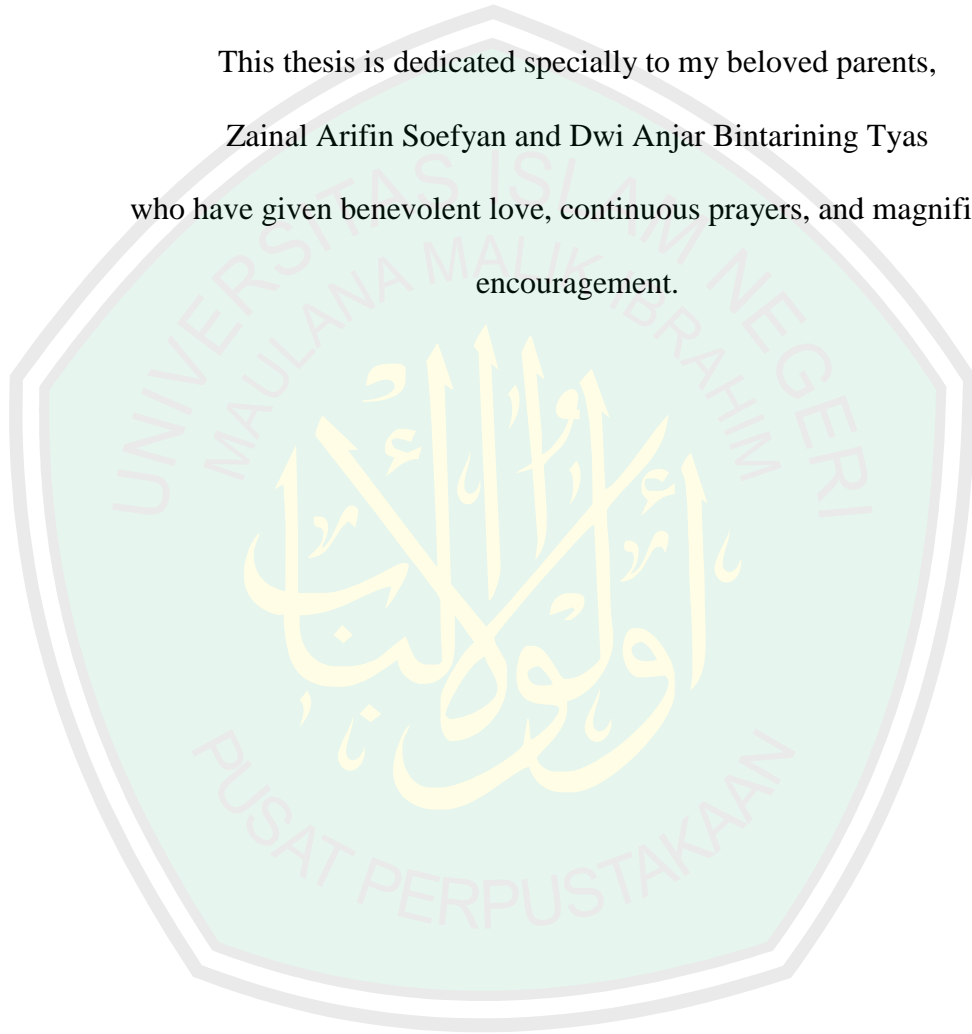 This thesis is dedicated specially to my beloved parents,
Zainal Arifin Soefyan and Dwi Anjar Bintarining Tyas
who have given benevolent love, continuous prayers, and magnifi
encouragement.
UNIVERSITAS ISLAM NEGERI
MAULANA MALIK IBRAHIM
أولوا الألباب
PUSAT PERPUSTAKAAN